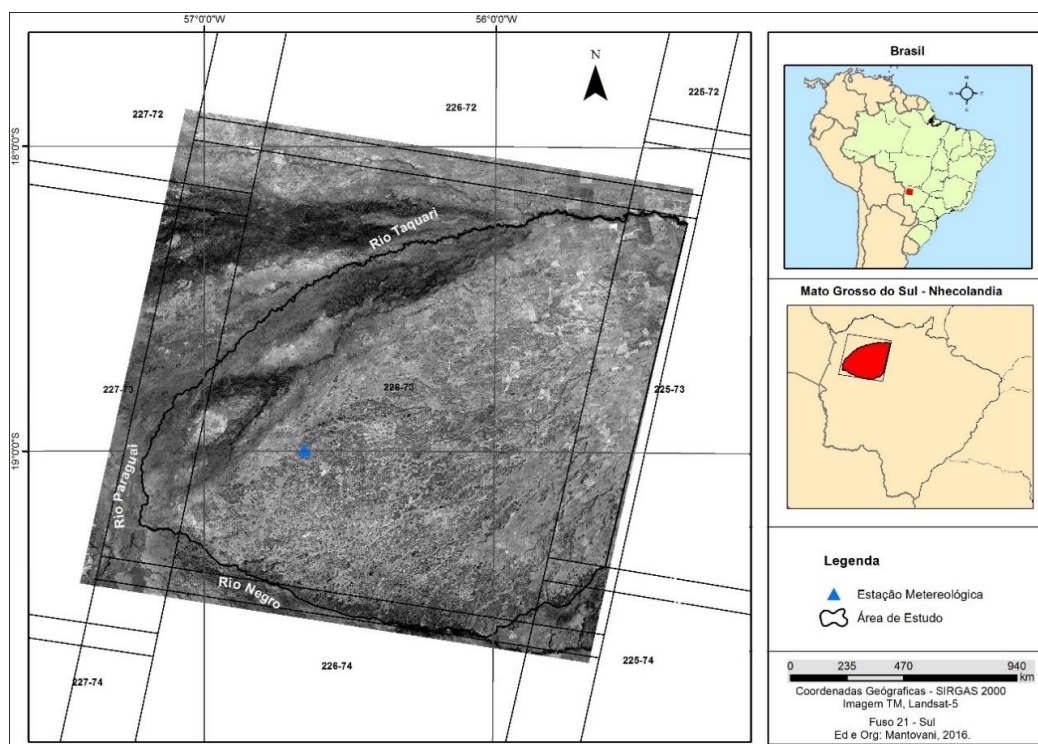 57°0'0"W
56°0'0"W
N
227-72
226-72
225-72
18°0'0"S
Rio Taquari
227-73
226-73
225-73
19°0'0"S
Rio Paraguai
Rio Negro
227-74
226-74
225-74
Brasil
Mato Grosso do Sul - Nhecolandia
Legenda
Estação Metereológica
Área de Estudo
0 235 470 940
km
Coordenadas Geógraficas - SIRGAS 2000
Imagem TM, Landsat-5
Fuso 21 - Sul
Ed e Org: Mantovani, 2016.